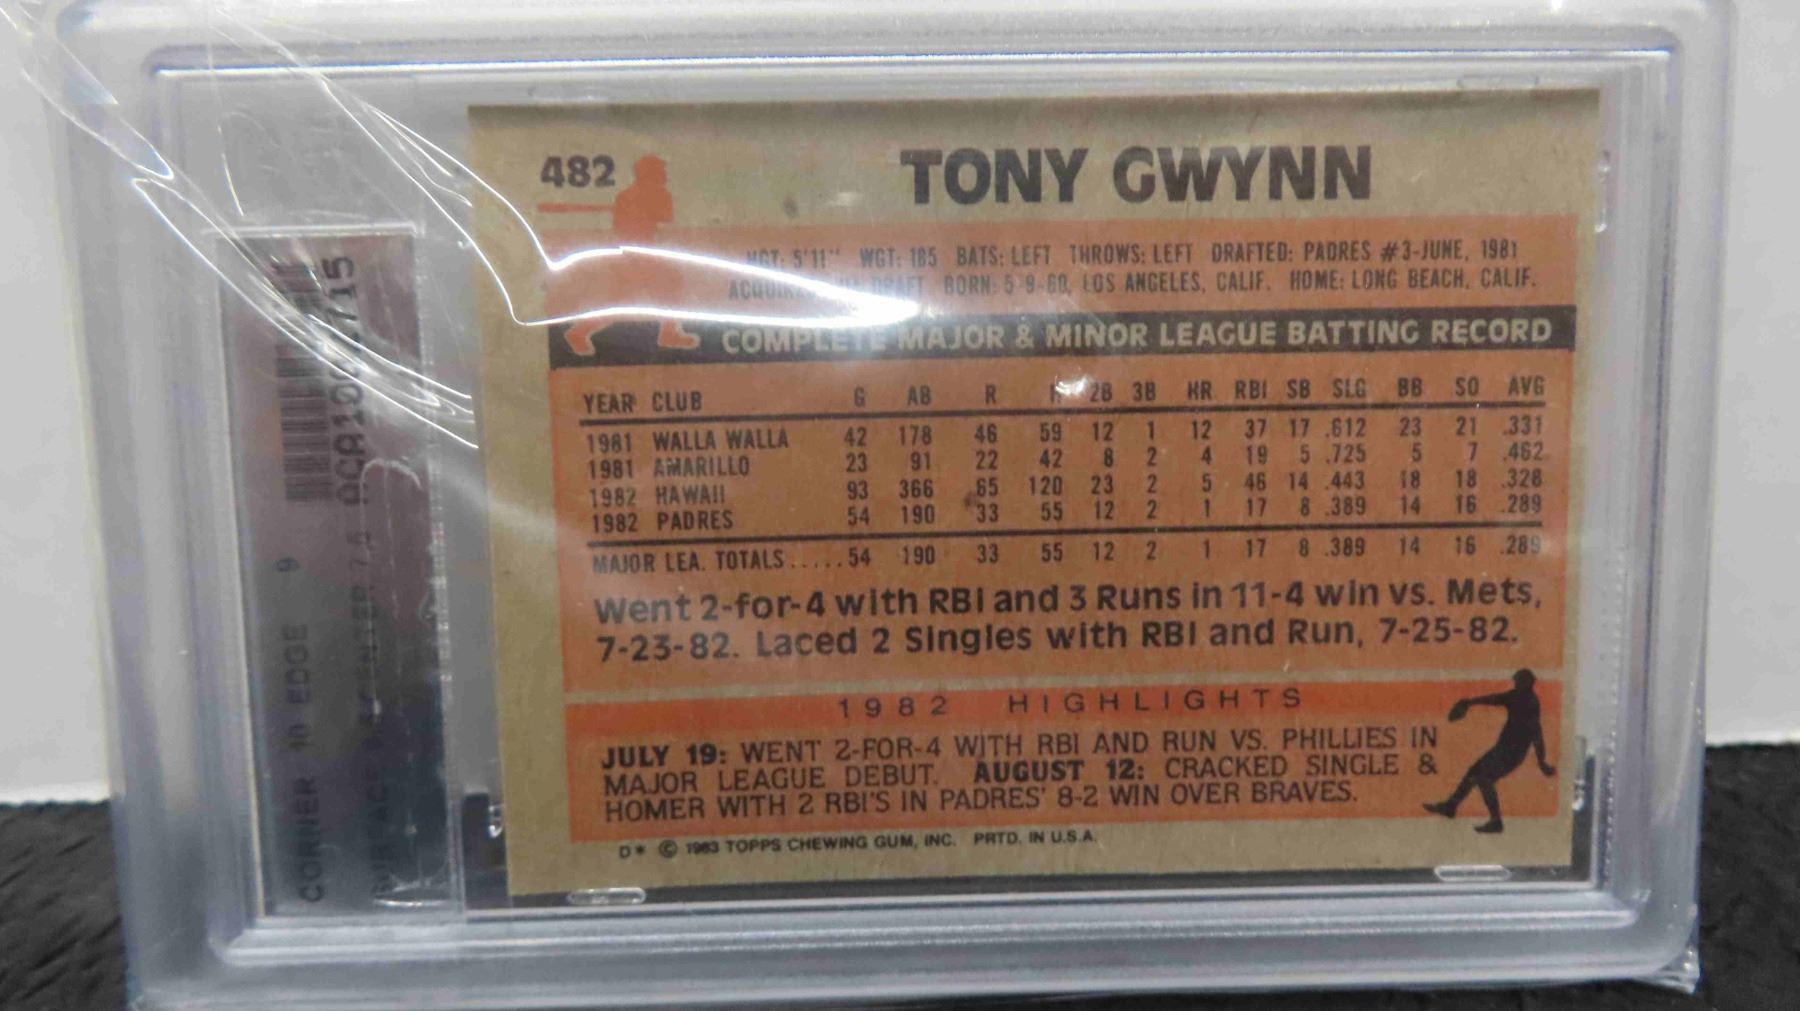 482
TONY GWYNN
HGT: 5'11" WGT: 185 BATS: LEFT THROWS: LEFT DRAFTED: PADRES #3-JUNE, 1981
ACQUIRED: VIA DRAFT BORN: 5-9-60, LOS ANGELES, CALIF. HOME: LONG BEACH, CALIF.
COMPLETE MAJOR & MINOR LEAGUE BATTING RECORD
YEAR CLUB G AB R H 2B 3B HR RBI SB SLG BB SO AVG
1981 WALLA WALLA 42 178 46 59 12 1 12 37 17 .612 23 21 .331
1981 AMARILLO 23 91 22 42 8 2 4 19 5 .725 5 7 .462
1982 HAWAII 93 366 65 120 23 2 5 46 14 .443 18 18 .328
1982 PADRES 54 190 33 55 12 2 1 17 8 .389 14 16 .289
MAJOR LEA. TOTALS.....54 190 33 55 12 2 1 17 8 .389 14 16 .289
Went 2-for-4 with RBI and 3 Runs in 11-4 win vs. Mets,
7-23-82. Laced 2 Singles with RBI and Run, 7-25-82.
1982 HIGHLIGHTS
JULY 19: WENT 2-FOR-4 WITH RBI AND RUN VS. PHILLIES IN
MAJOR LEAGUE DEBUT. AUGUST 12: CRACKED SINGLE &
HOMER WITH 2 RBI'S IN PADRES' 8-2 WIN OVER BRAVES.
D* © 1983 TOPPS CHEWING GUM, INC. PRTD. IN U.S.A.
CORNER 10 EDGE 9
SURFACE CENTER 7.5